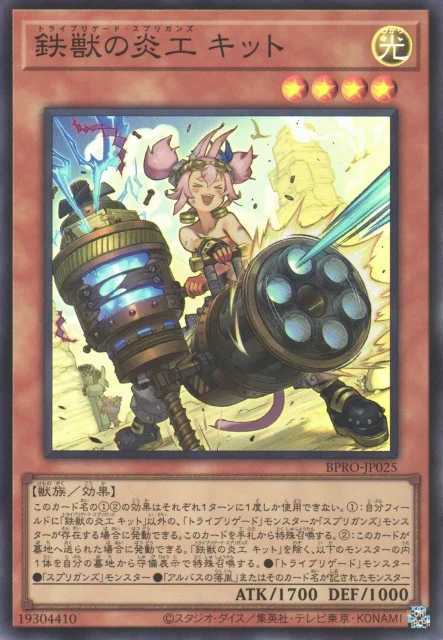 トライブリゲード・スプリガンズ
鉄獣の炎工 キット
ひかり
光
BPRO-JP025
【獣族／効果】
このカード名の①②の効果はそれぞれ1ターンに1度しか使用できない。①：自分フィー
ルドに「鉄獣の炎工 キット」以外の、「トライブリゲード」モンスターか「スプリガンズ」モンス
ターが存在する場合に発動できる。このカードを手札から特殊召喚する。②：このカードが
墓地へ送られた場合に発動できる。「鉄獣の炎工 キット」を除く、以下のモンスターの内
1体を自分の墓地から守備表示で特殊召喚する。●「トライブリゲード」モンスター
●「スプリガンズ」モンスター●「アルバスの落胤」またはそのカード名が記されたモンスター
ATK/1700 DEF/1000
19304410
©スタジオ・ダイス／集英社・テレビ東京・KONAMI